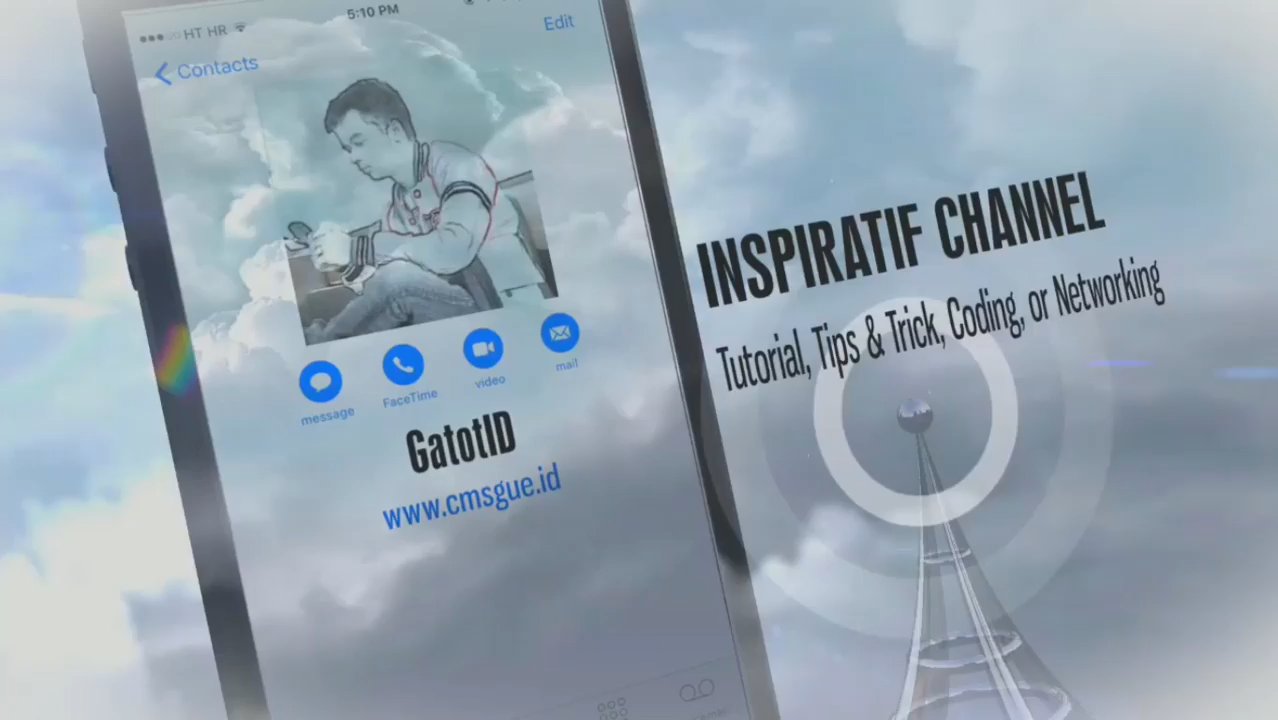 HT HR
5:10 PM
Contacts
Edit
message
FaceTime
video
mail
GatotID
www.cmsgue.id
INSPIRATIF CHANNEL
Tutorial, Tips & Trick, Coding, or Networking